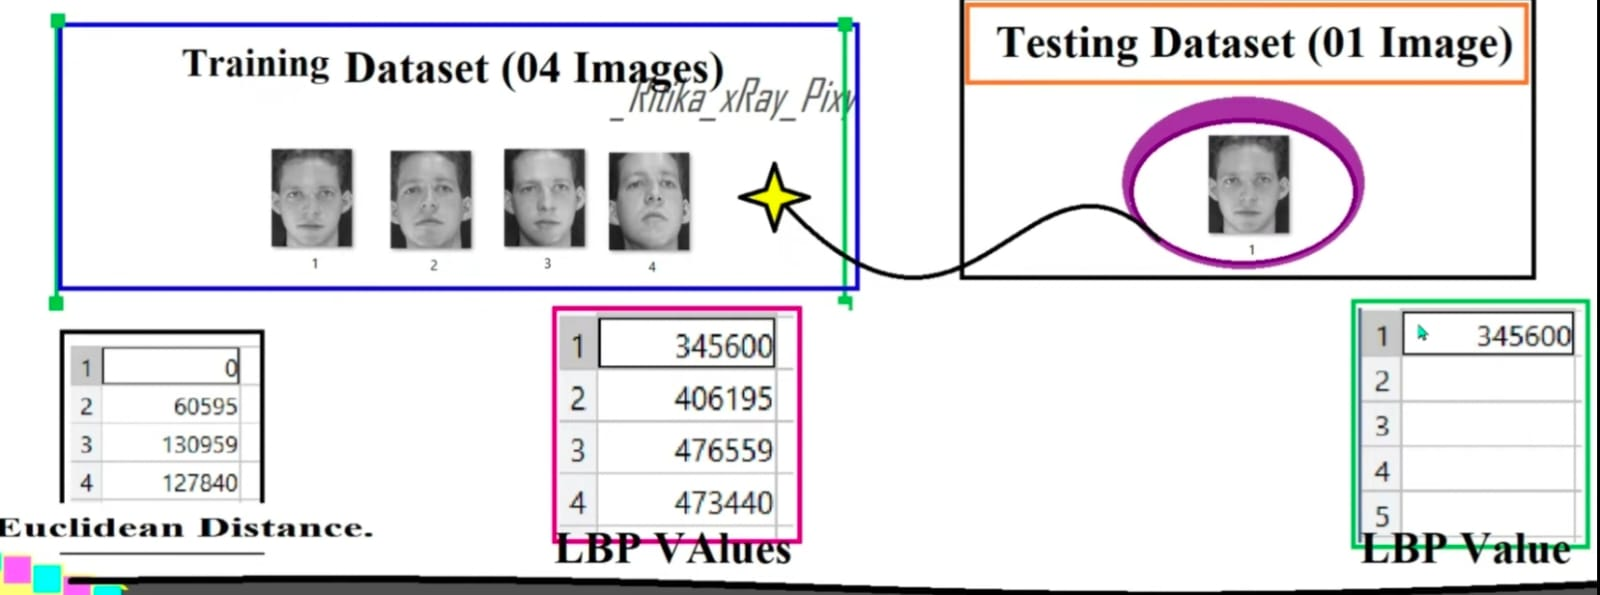 Training Dataset (04 Images)
_Ritika_xRay_Pixy
1 2 3 4
Testing Dataset (01 Image)
1
1 0
2 60595
3 130959
4 127840
Euclidean Distance.
1 345600
2 406195
3 476559
4 473440
LBP VAlues
1 345600
2
3
4
5
LBP Value